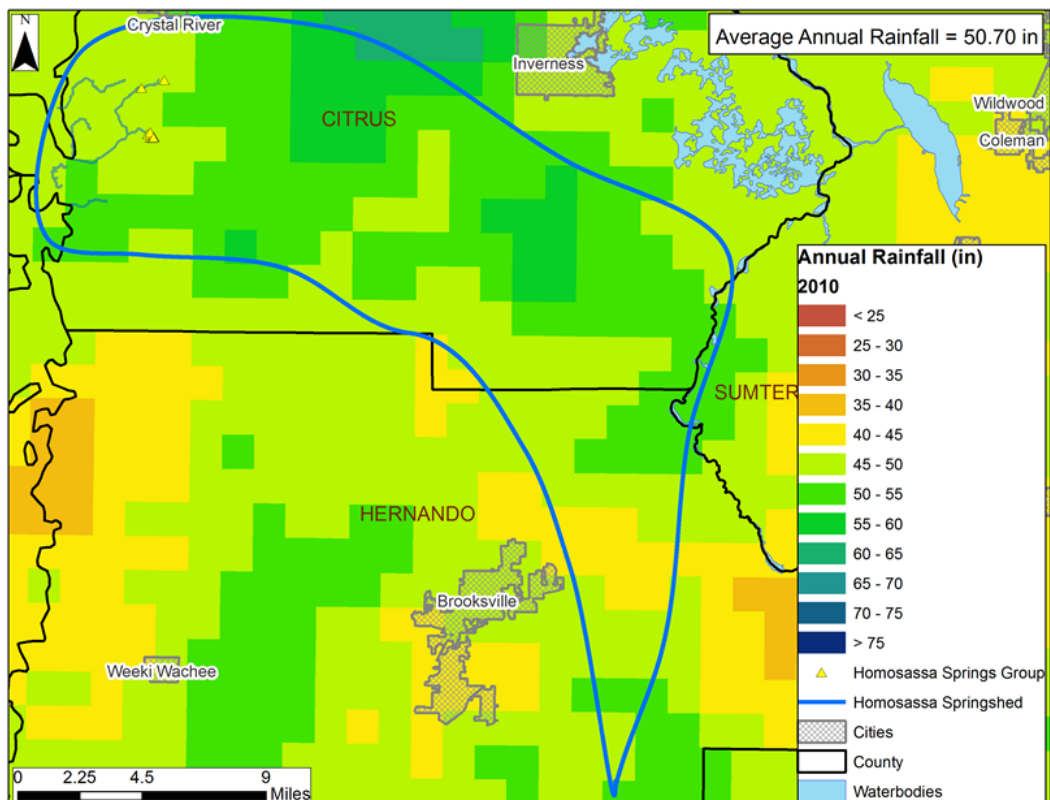 N
Crystal River
Average Annual Rainfall = 50.70 in
Inverness
CITRUS
Wildwood
Coleman
SUMTER
HERNANDO
Brooksville
Weeki Wachee
Annual Rainfall (in)
2010
< 25
25 - 30
30 - 35
35 - 40
40 - 45
45 - 50
50 - 55
55 - 60
60 - 65
65 - 70
70 - 75
> 75
Homosassa Springs Group
Homosassa Springshed
Cities
County
Waterbodies
0 2.25 4.5 9
Miles